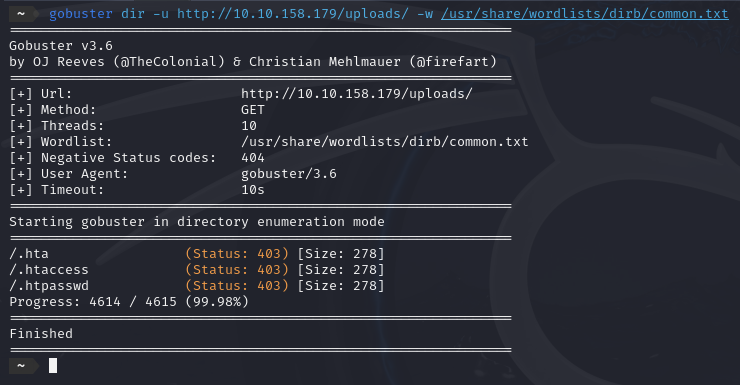 ~ gobuster dir -u http://10.10.158.179/uploads/ -w /usr/share/wordlists/dirb/common.txt
===============================================================
Gobuster v3.6
by OJ Reeves (@TheColonial) & Christian Mehlmauer (@firefart)
===============================================================
[+] Url:                     http://10.10.158.179/uploads/
[+] Method:                  GET
[+] Threads:                 10
[+] Wordlist:                /usr/share/wordlists/dirb/common.txt
[+] Negative Status codes:   404
[+] User Agent:              gobuster/3.6
[+] Timeout:                 10s
===============================================================
Starting gobuster in directory enumeration mode
===============================================================
/.hta                 (Status: 403) [Size: 278]
/.htaccess            (Status: 403) [Size: 278]
/.htpasswd            (Status: 403) [Size: 278]
Progress: 4614 / 4615 (99.98%)
===============================================================
Finished
===============================================================
~